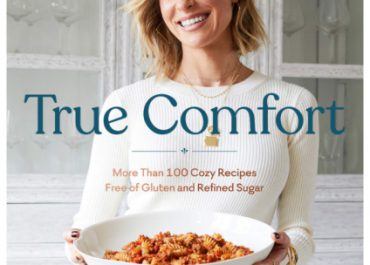 True Comfort
More Than 100 Cozy Recipes
Free of Gluten and Refined Sugar